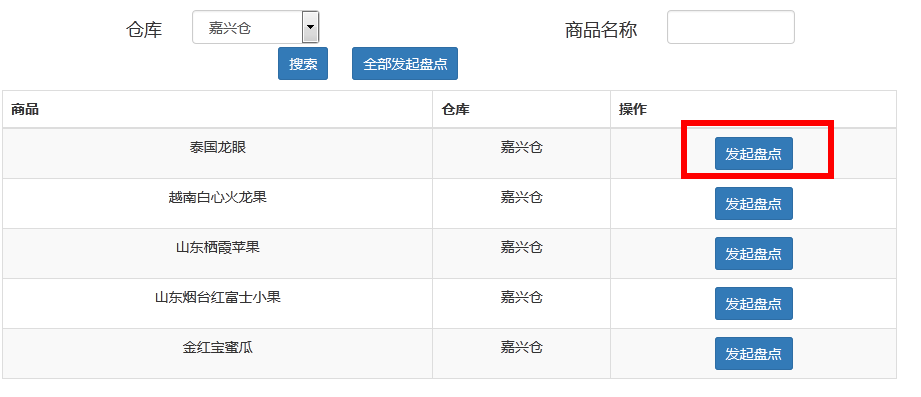 仓库 嘉兴仓 商品名称
搜索 全部发起盘点
商品 仓库 操作
泰国龙眼 嘉兴仓 发起盘点
越南白心火龙果 嘉兴仓 发起盘点
山东栖霞苹果 嘉兴仓 发起盘点
山东烟台红富士小果 嘉兴仓 发起盘点
金红宝蜜瓜 嘉兴仓 发起盘点